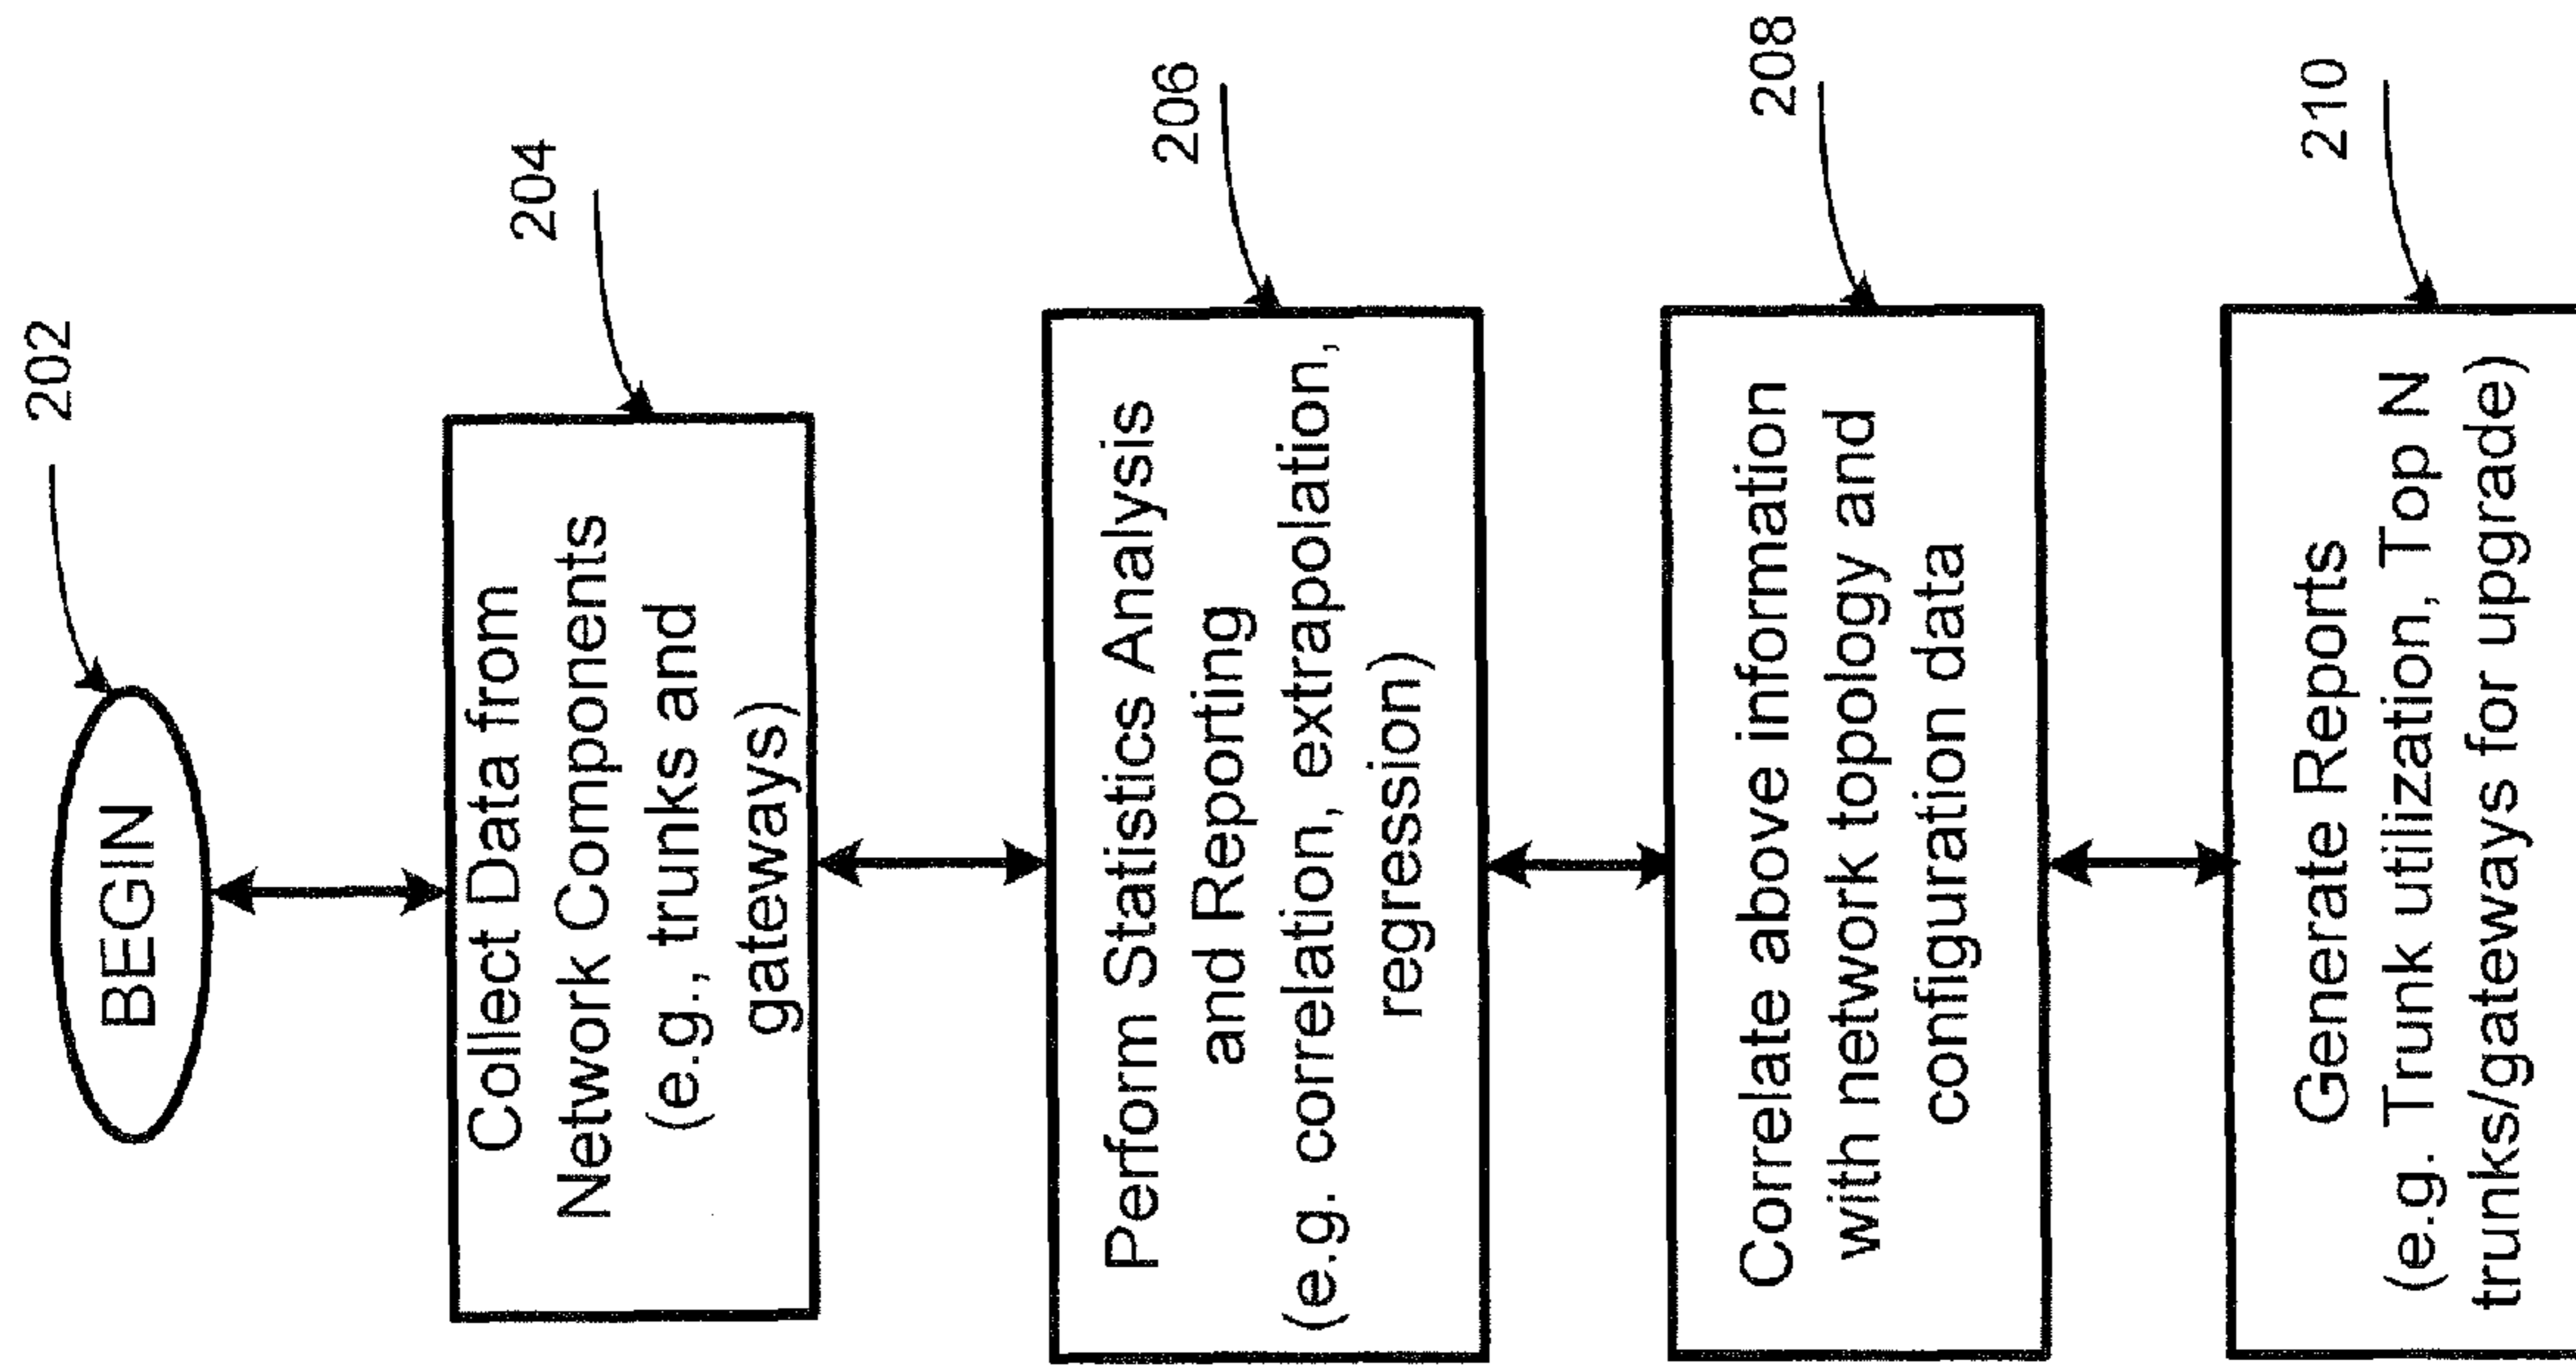 202
BEGIN
204
Collect Data from
Network Components
(e.g., trunks and
gateways)
206
Perform Statistics Analysis
and Reporting
(e.g. correlation, extrapolation,
regression)
208
Correlate above information
with network topology and
configuration data
210
Generate Reports
(e.g. Trunk utilization, Top N
trunks/gateways for upgrade)